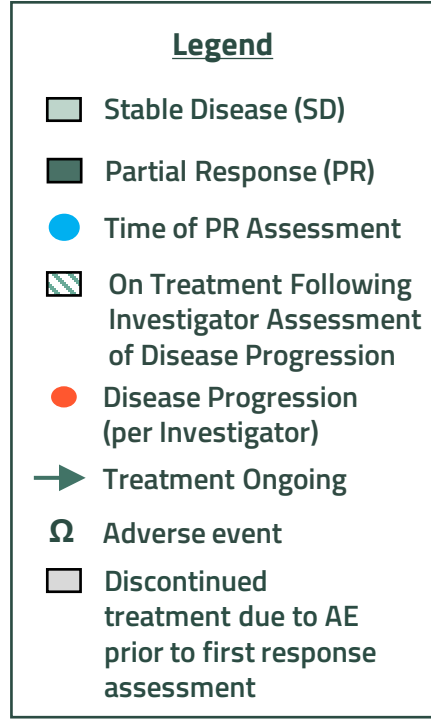 Legend
Stable Disease (SD)
Partial Response (PR)
Time of PR Assessment
On Treatment Following
Investigator Assessment
of Disease Progression
Disease Progression
(per Investigator)
Treatment Ongoing
Ω Adverse event
Discontinued
treatment due to AE
prior to first response
assessment